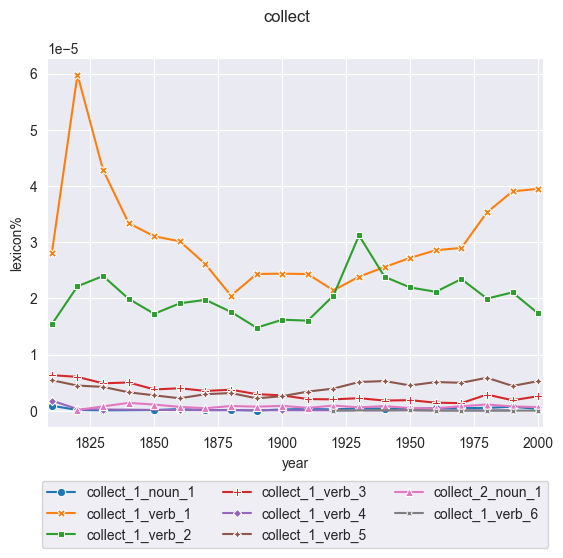 collect
1e−5
6
5
4
3
2
1
0
lexicon%
1825 1850 1875 1900 1925 1950 1975 2000
year
collect_1_noun_1 collect_1_verb_3 collect_2_noun_1
collect_1_verb_1 collect_1_verb_4 collect_1_verb_6
collect_1_verb_2 collect_1_verb_5